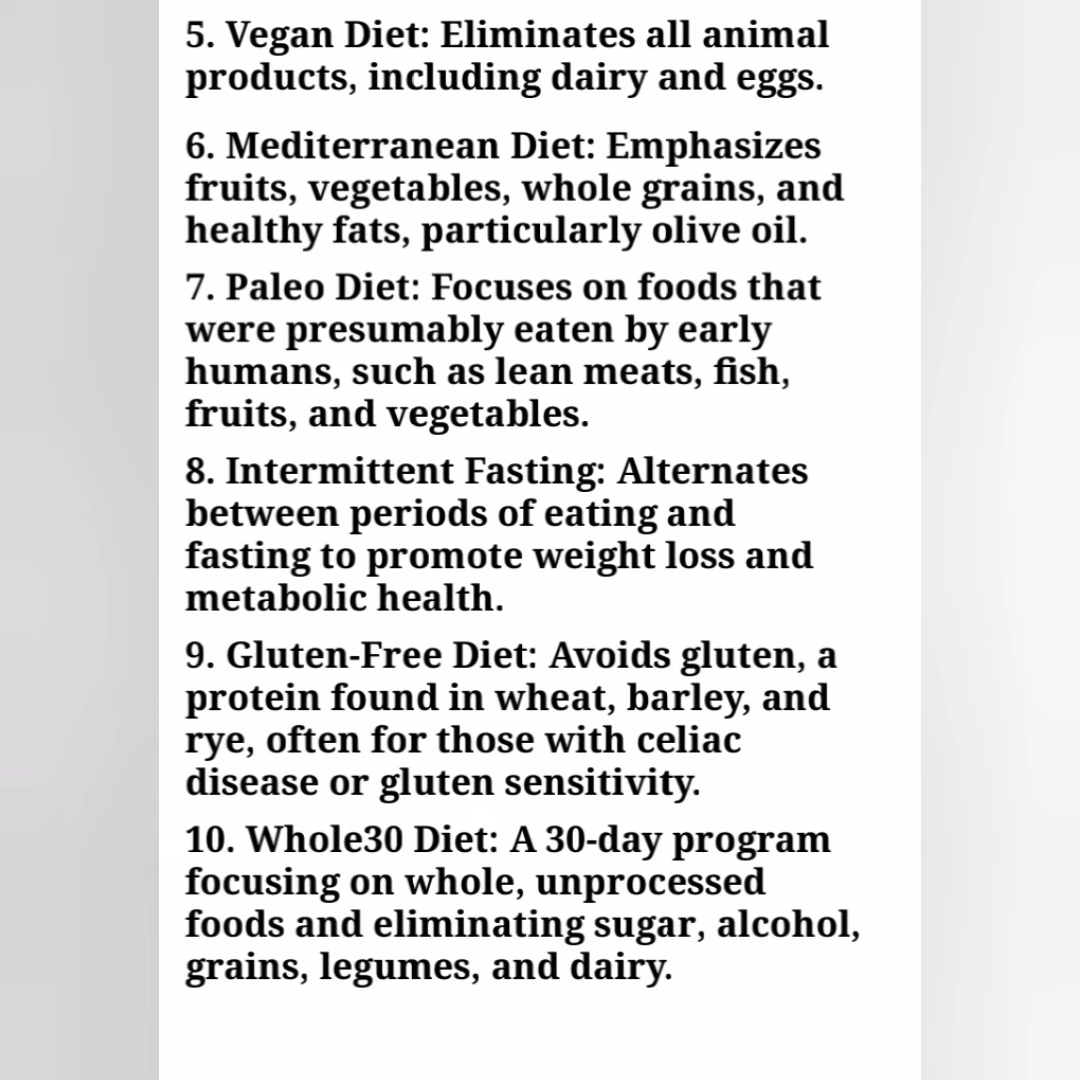 5. Vegan Diet: Eliminates all animal
products, including dairy and eggs.
6. Mediterranean Diet: Emphasizes
fruits, vegetables, whole grains, and
healthy fats, particularly olive oil.
7. Paleo Diet: Focuses on foods that
were presumably eaten by early
humans, such as lean meats, fish,
fruits, and vegetables.
8. Intermittent Fasting: Alternates
between periods of eating and
fasting to promote weight loss and
metabolic health.
9. Gluten-Free Diet: Avoids gluten, a
protein found in wheat, barley, and
rye, often for those with celiac
disease or gluten sensitivity.
10. Whole30 Diet: A 30-day program
focusing on whole, unprocessed
foods and eliminating sugar, alcohol,
grains, legumes, and dairy.